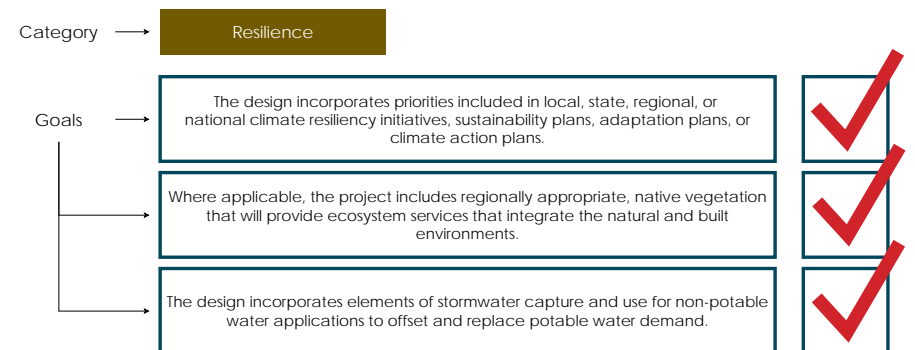 Category
Resilience
Goals
The design incorporates priorities included in local, state, regional, or
national climate resiliency initiatives, sustainability plans, adaptation plans, or
climate action plans.
Where applicable, the project includes regionally appropriate, native vegetation
that will provide ecosystem services that integrate the natural and built
environments.
The design incorporates elements of stormwater capture and use for non-potable
water applications to offset and replace potable water demand.